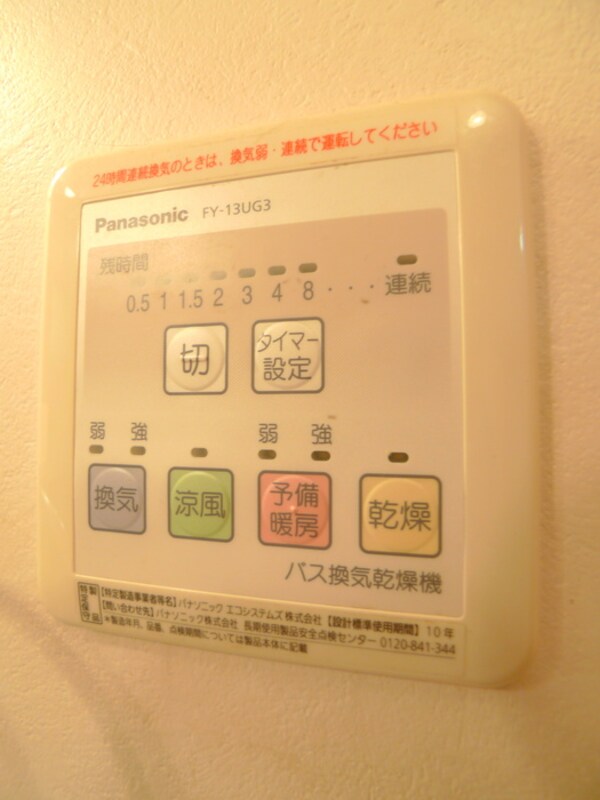 24時間連続換気のときは、換気弱・連続で運転してください
Panasonic FY-13UG3
残時間
0.5 1 1.5 2 3 4 8 ・・・ 連続
切 タイマー設定
弱 強 弱 強
換気 涼風 予備暖房 乾燥
バス換気乾燥機
特定保守製品
【特定製造事業者等名】パナソニック エコシステムズ株式会社 【設計標準使用期間】 10年
【問い合わせ先】パナソニック株式会社 長期使用製品安全点検センター 0120-841-344
*製造年月、品番、点検期間については製品本体に記載